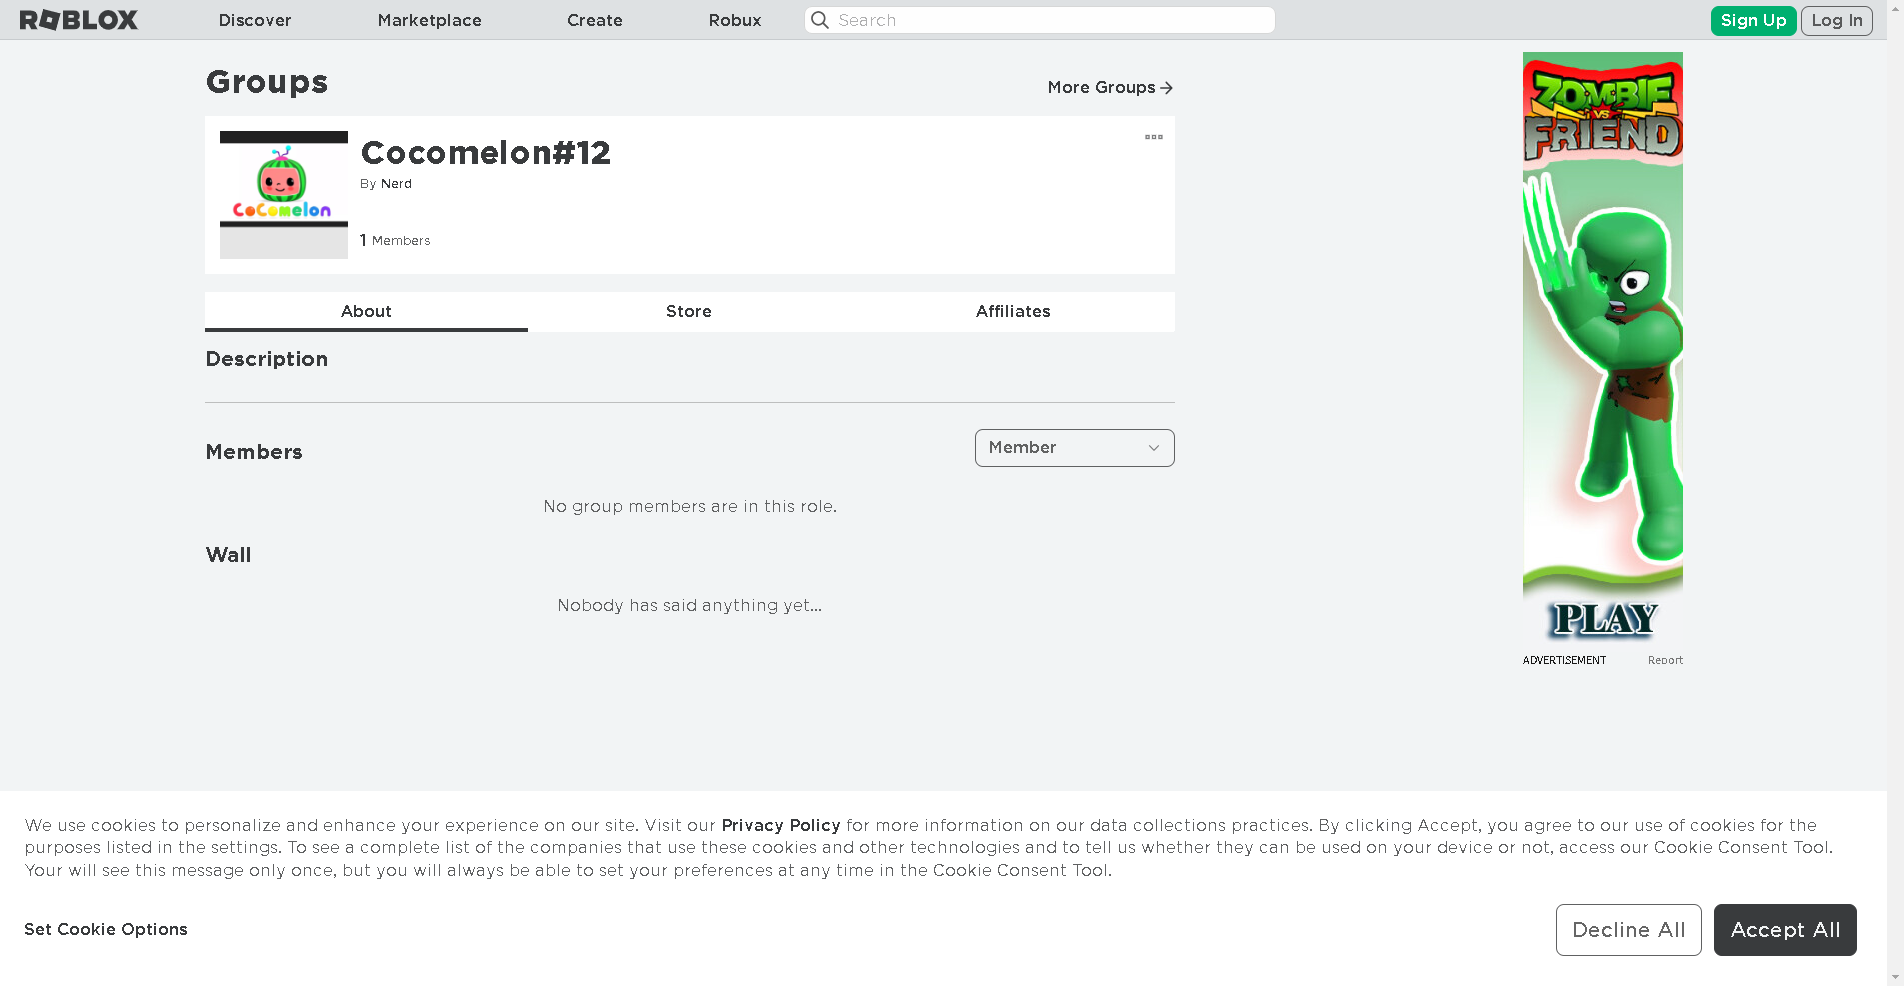 ROBLOX Discover Marketplace Create Robux Search Sign Up Log In
Groups
More Groups
Cocomelon#12
By Nerd
1 Members
CoComelon
About Store Affiliates
Description
Members
Member
No group members are in this role.
Wall
Nobody has said anything yet...
ZOMBIE
VS
FRIEND
PLAY
ADVERTISEMENT Report
We use cookies to personalize and enhance your experience on our site. Visit our Privacy Policy for more information on our data collections practices. By clicking Accept, you agree to our use of cookies for the
purposes listed in the settings. To see a complete list of the companies that use these cookies and other technologies and to tell us whether they can be used on your device or not, access our Cookie Consent Tool.
Your will see this message only once, but you will always be able to set your preferences at any time in the Cookie Consent Tool.
Set Cookie Options
Decline All
Accept All